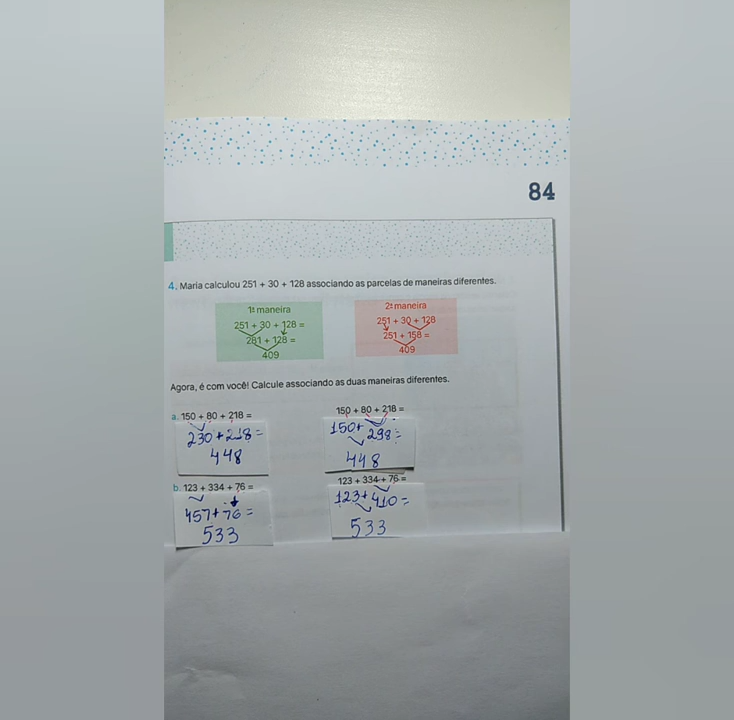 84
4. Maria calculou 251 + 30 + 128 associando as parcelas de maneiras diferentes.
1ª maneira
251 + 30 + 128 =
281 + 128 =
409
2ª maneira
251 + 30 + 128
251 + 158 =
409
Agora, é com você! Calcule associando as duas maneiras diferentes.
a. 150 + 80 + 218 =
230 + 218 =
448
150 + 80 + 218 =
150 + 298 =
448
b. 123 + 334 + 76 =
457 + 76 =
533
123 + 334 + 76 =
123 + 410 =
533